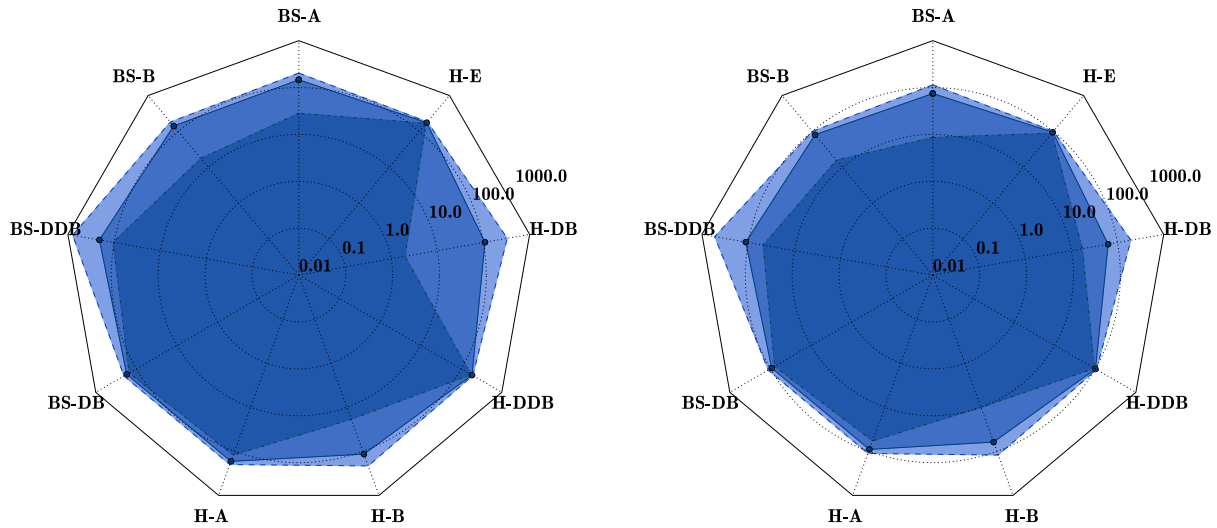 BS-A
BS-B
H-E
1000.0
100.0
10.0
1.0
0.1
0.01
BS-DDB
H-DB
BS-DB
H-DDB
H-A
H-B
BS-A
BS-B
H-E
1000.0
100.0
10.0
1.0
0.1
0.01
BS-DDB
H-DB
BS-DB
H-DDB
H-A
H-B